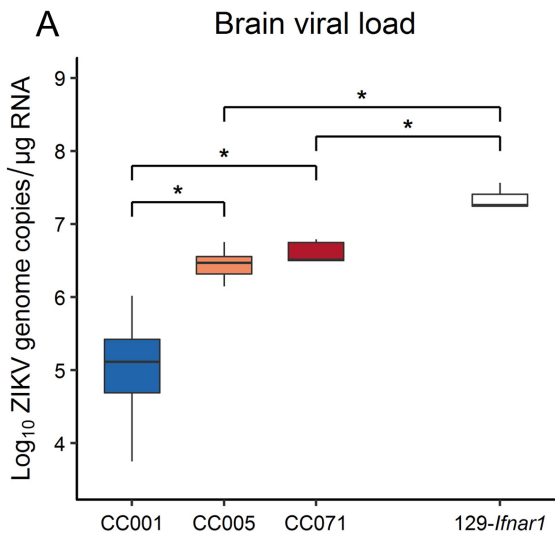 A
Brain viral load
Log₁₀ ZIKV genome copies/µg RNA
9
8
7
6
5
4
*
*
*
*
CC001 CC005 CC071 129-Ifnar1